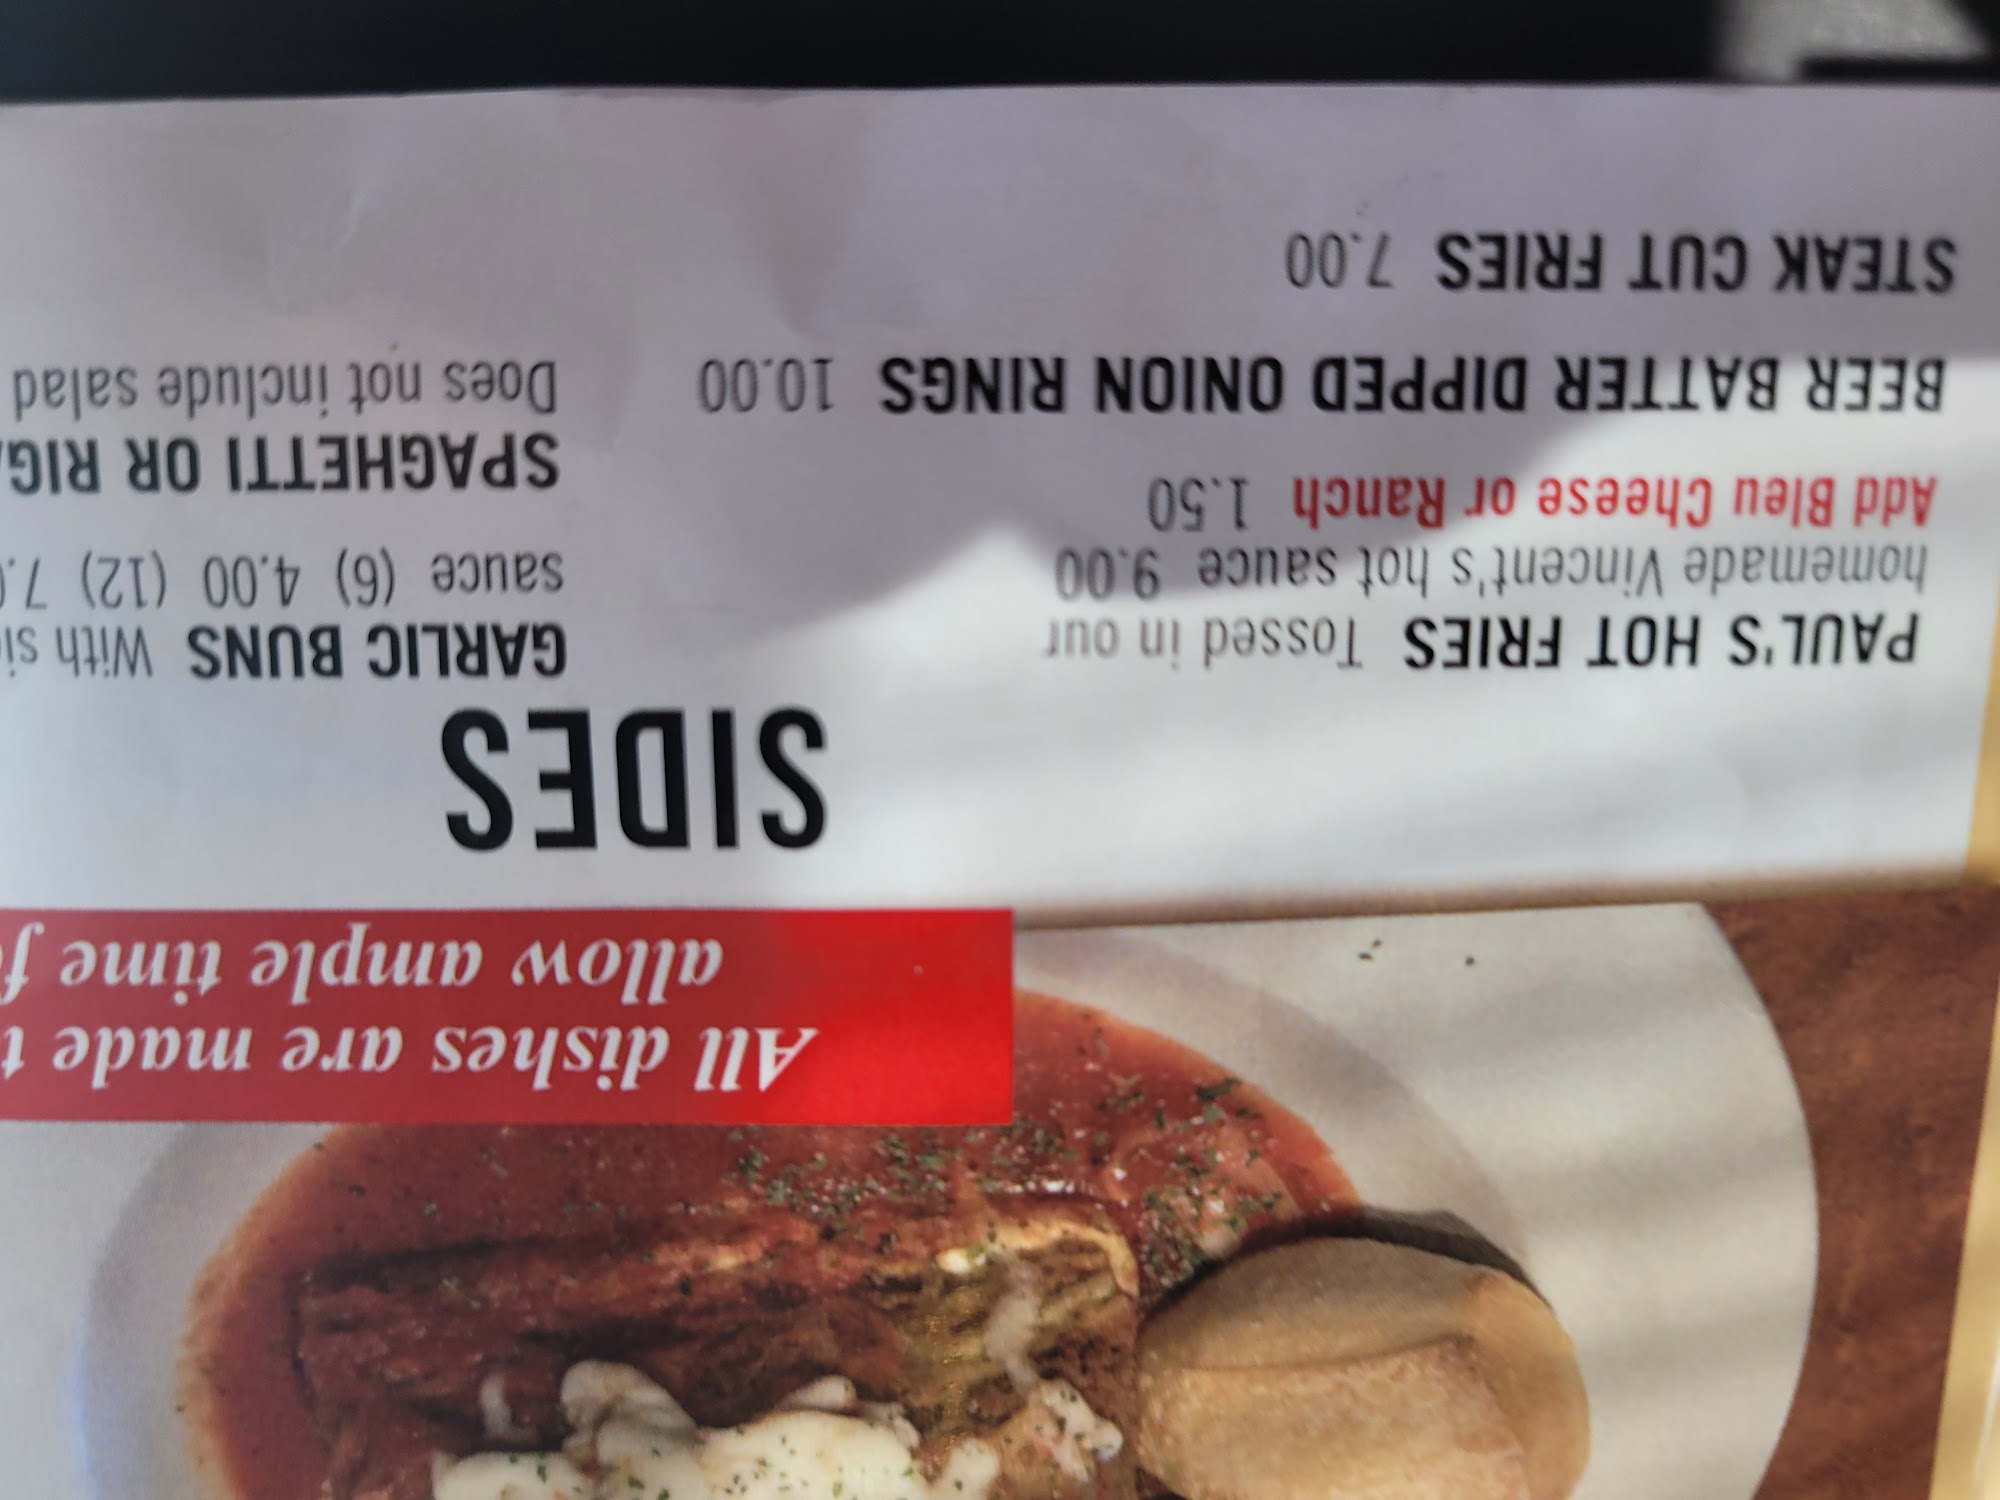 All dishes are made
allow ample time
SIDES
PAUL'S HOT FRIES Tossed in our
homemade Vincent's hot sauce 9.00
Add Bleu Cheese or Ranch 1.50
BEER BATTER DIPPED ONION RINGS 10.00
STEAK CUT FRIES 7.00
GARLIC BUNS With
sauce (6) 4.00 (12)
SPAGHETTI OR
Does not include salad